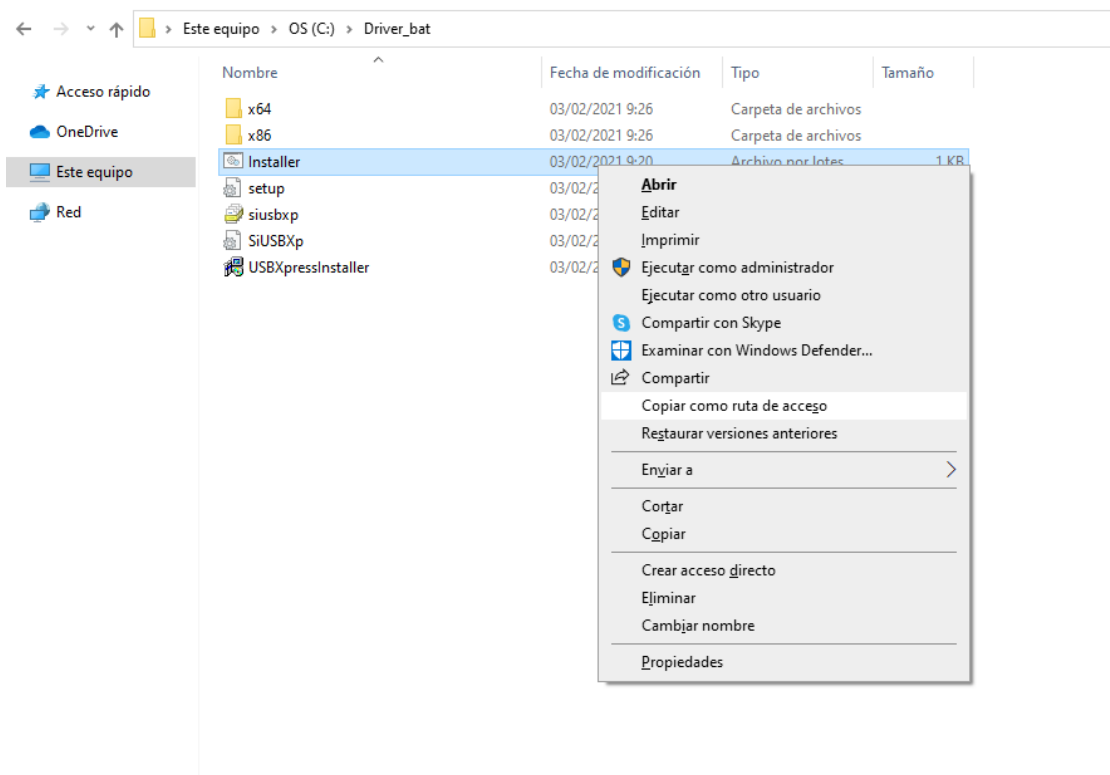 Este equipo > OS (C:) > Driver_bat
Nombre Fecha de modificación Tipo Tamaño
Acceso rápido
OneDrive
Este equipo
Red
x64 03/02/2021 9:26 Carpeta de archivos
x86 03/02/2021 9:26 Carpeta de archivos
Installer 03/02/2021 9:20 Archivo por lotes 1 KB
setup 03/02/2
siusbxp 03/02/2
SiUSBXp 03/02/2
USBXpressInstaller 03/02/2
Abrir
Editar
Imprimir
Ejecutar como administrador
Ejecutar como otro usuario
S Compartir con Skype
Examinar con Windows Defender...
Compartir
Copiar como ruta de acceso
Restaurar versiones anteriores
Enviar a
Cortar
Copiar
Crear acceso directo
Eliminar
Cambiar nombre
Propiedades